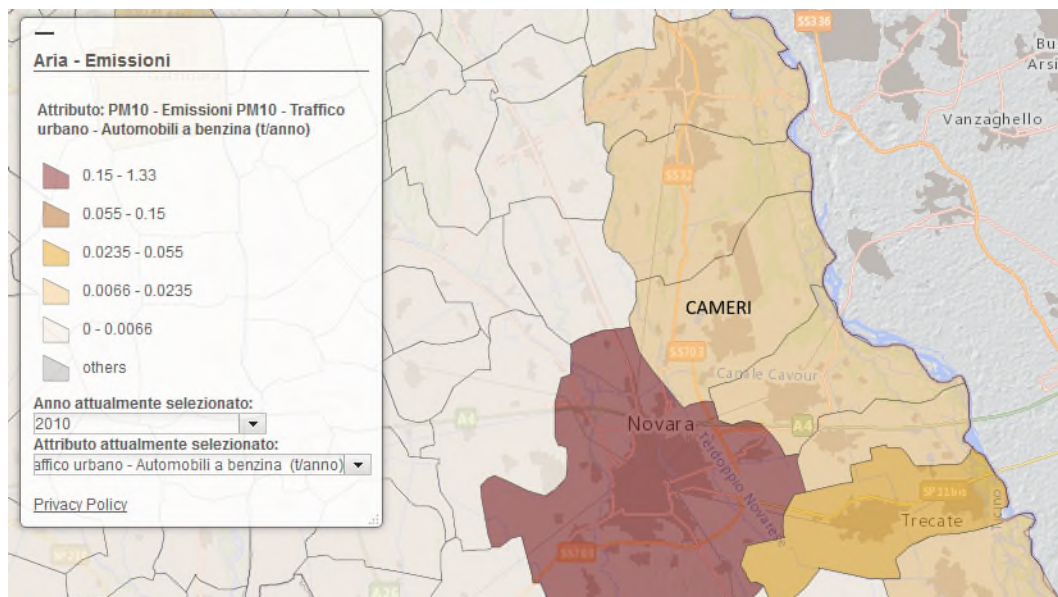 Aria - Emissioni
Attributo: PM10 - Emissioni PM10 - Traffico
urbano - Automobili a benzina (t/anno)
0.15 - 1.33
0.055 - 0.15
0.0235 - 0.055
0.0066 - 0.0235
0 - 0.0066
others
Anno attualmente selezionato:
2010
Attributo attualmente selezionato:
affico urbano - Automobili a benzina (t/anno)
Privacy Policy
SS336
Vanzaghello
SS32
CAMERI
SS703
Canale Cavour
A4
Novara
A4
Terdoppio Novarese
Trecate
SS703
A26